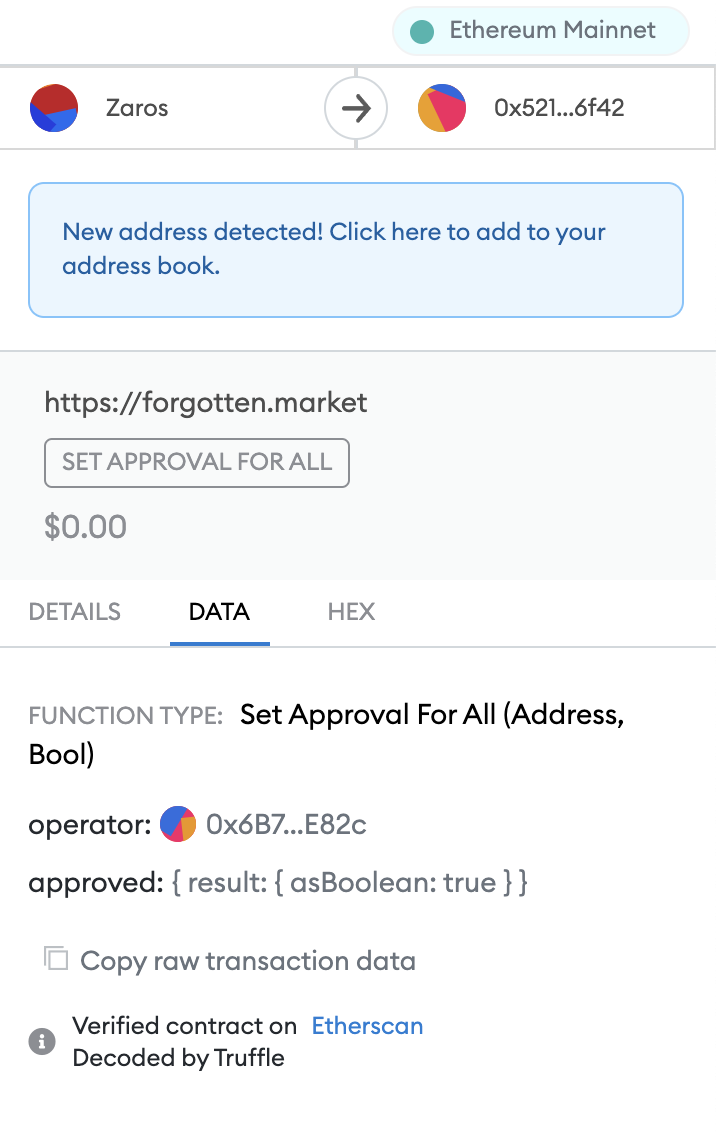 Ethereum Mainnet
Zaros
0x521...6f42
New address detected! Click here to add to your
address book.
https://forgotten.market
SET APPROVAL FOR ALL
$0.00
DETAILS DATA HEX
FUNCTION TYPE: Set Approval For All (Address,
Bool)
operator: 0x6B7...E82c
approved: { result: { asBoolean: true } }
Copy raw transaction data
Verified contract on Etherscan
Decoded by Truffle